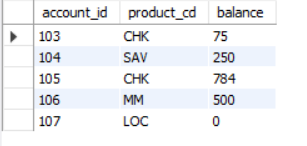 account_id product_cd balance
103 CHK 75
104 SAV 250
105 CHK 784
106 MM 500
107 LOC 0